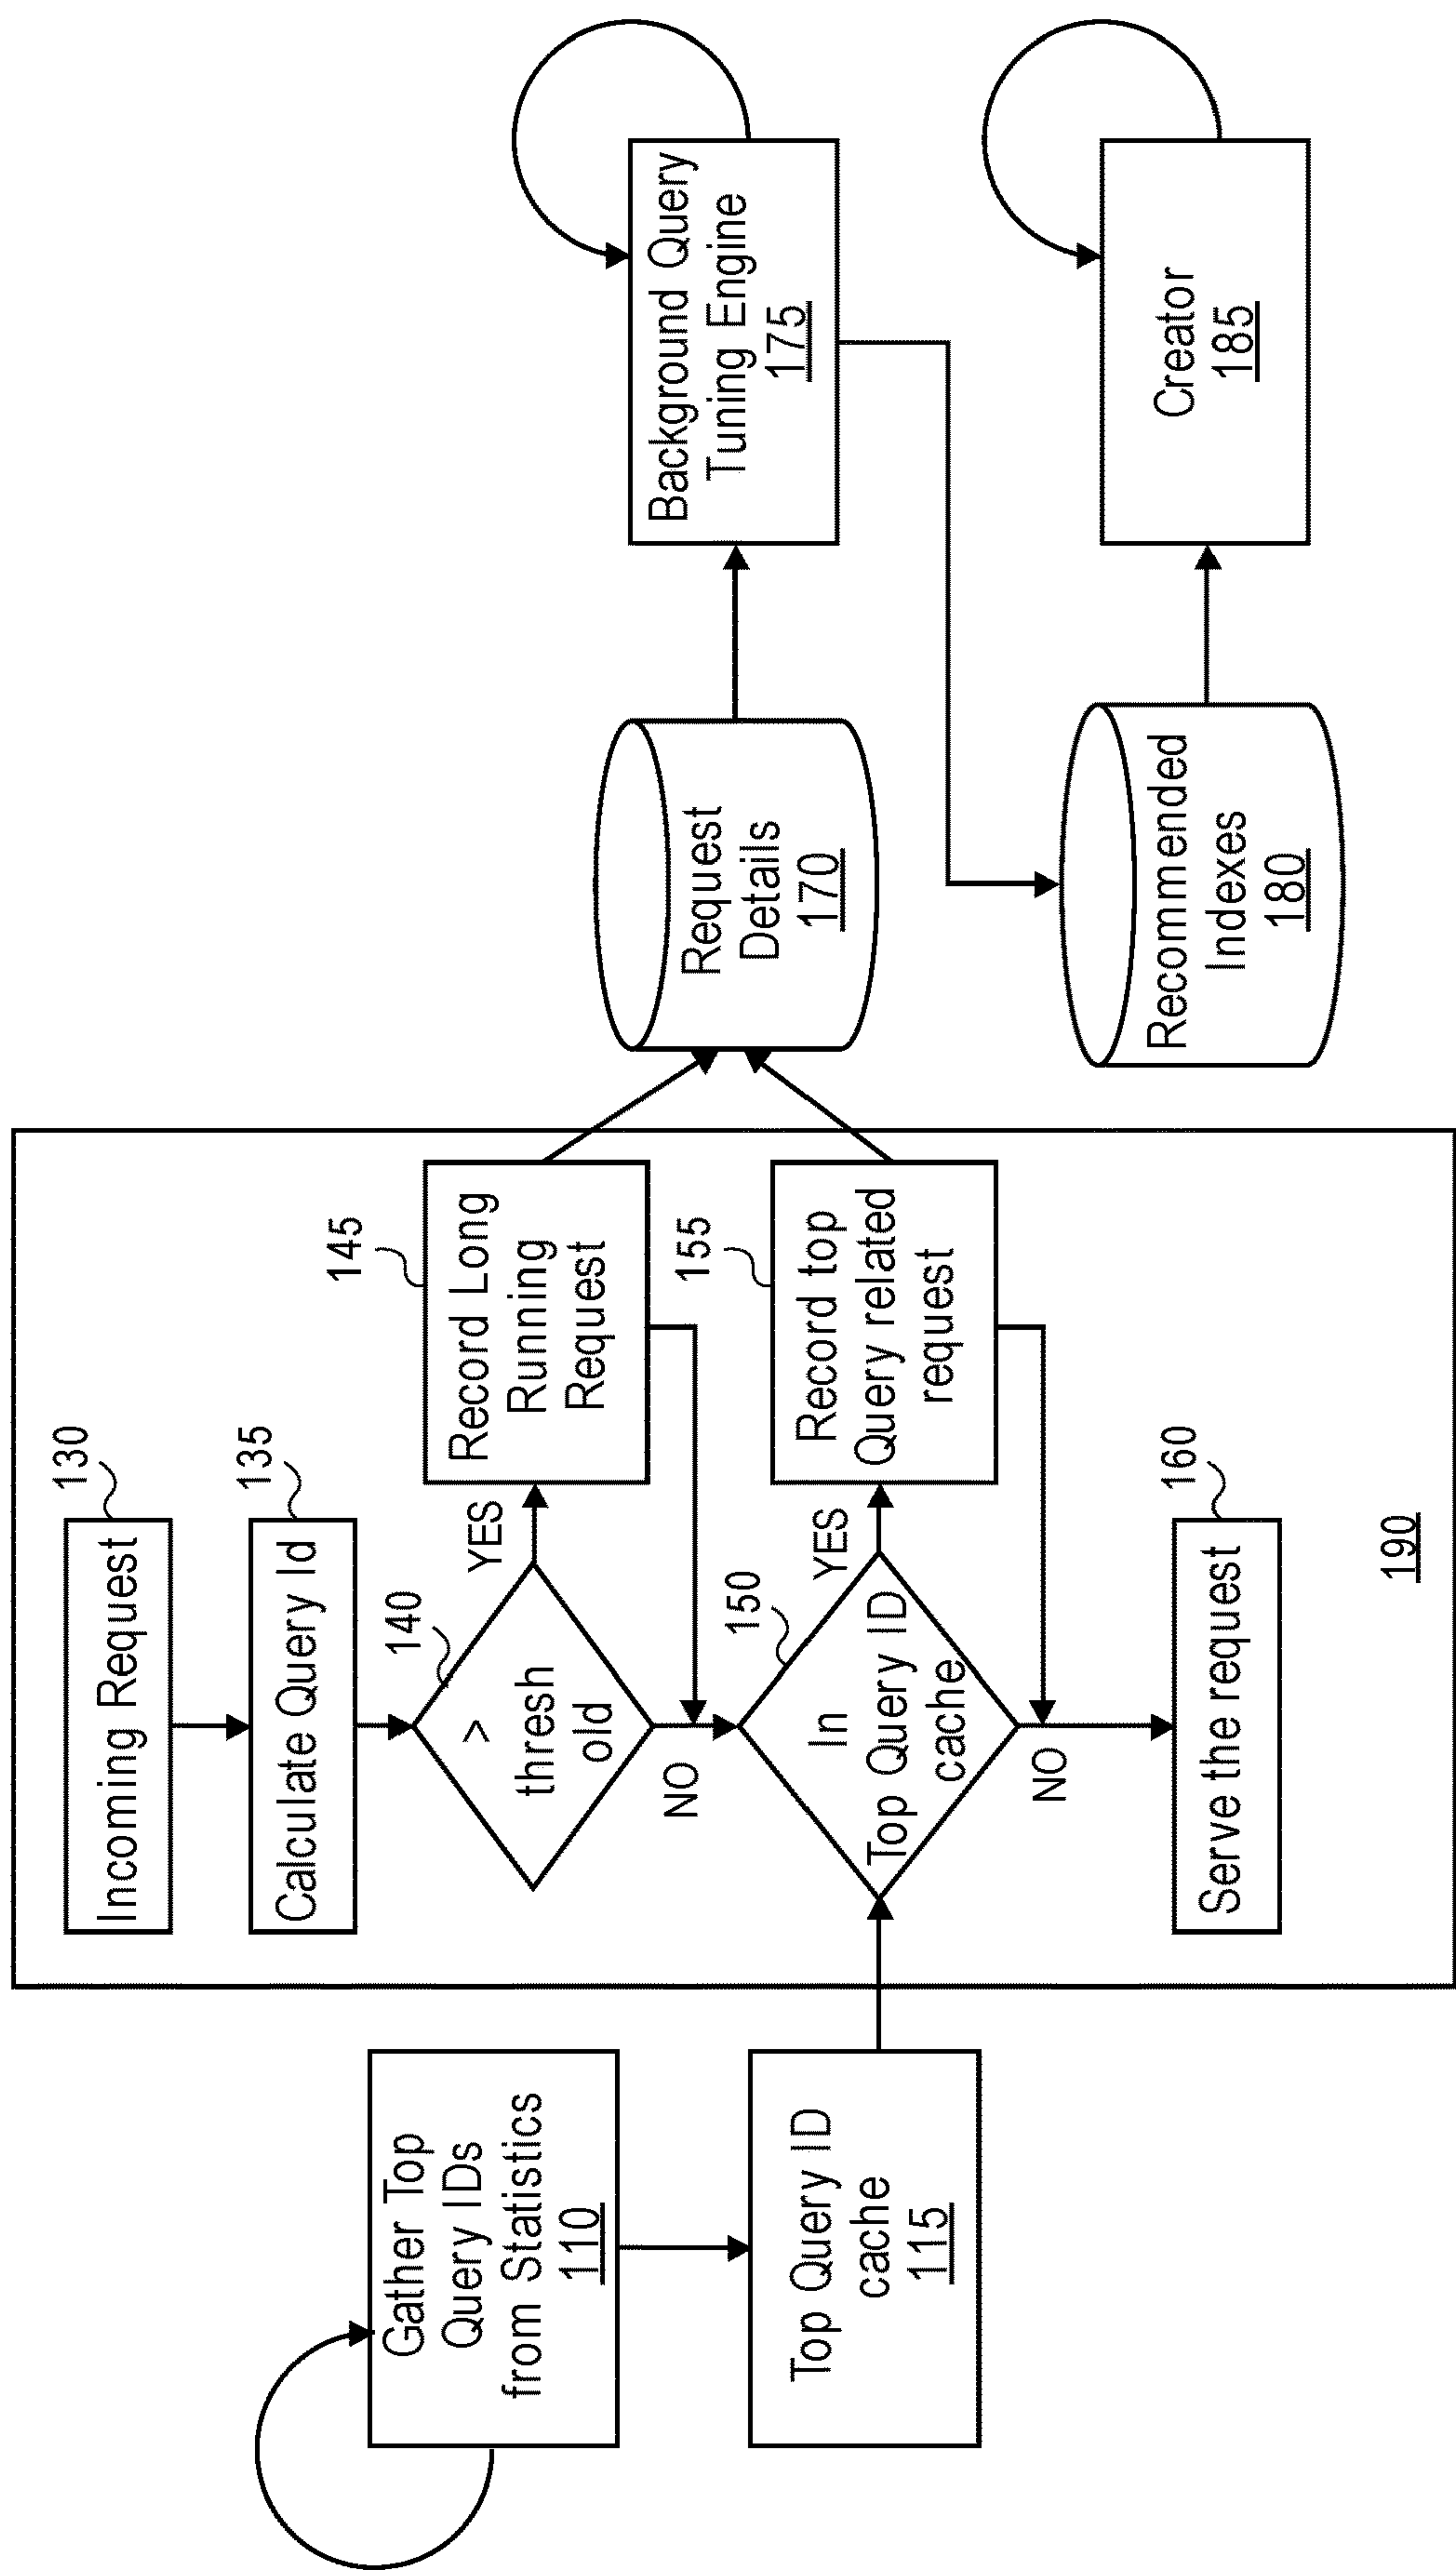 Gather Top
Query IDs
from Statistics
110
Top Query ID
cache
115
130
Incoming Request
135
Calculate Query Id
140
>
thresh
old
YES
NO
145
Record Long
Running
Request
150
In
Top Query ID
cache
YES
NO
155
Record top
Query related
request
160
Serve the request
190
Request
Details
170
Background Query
Tuning Engine
175
Recommended
Indexes
180
Creator
185